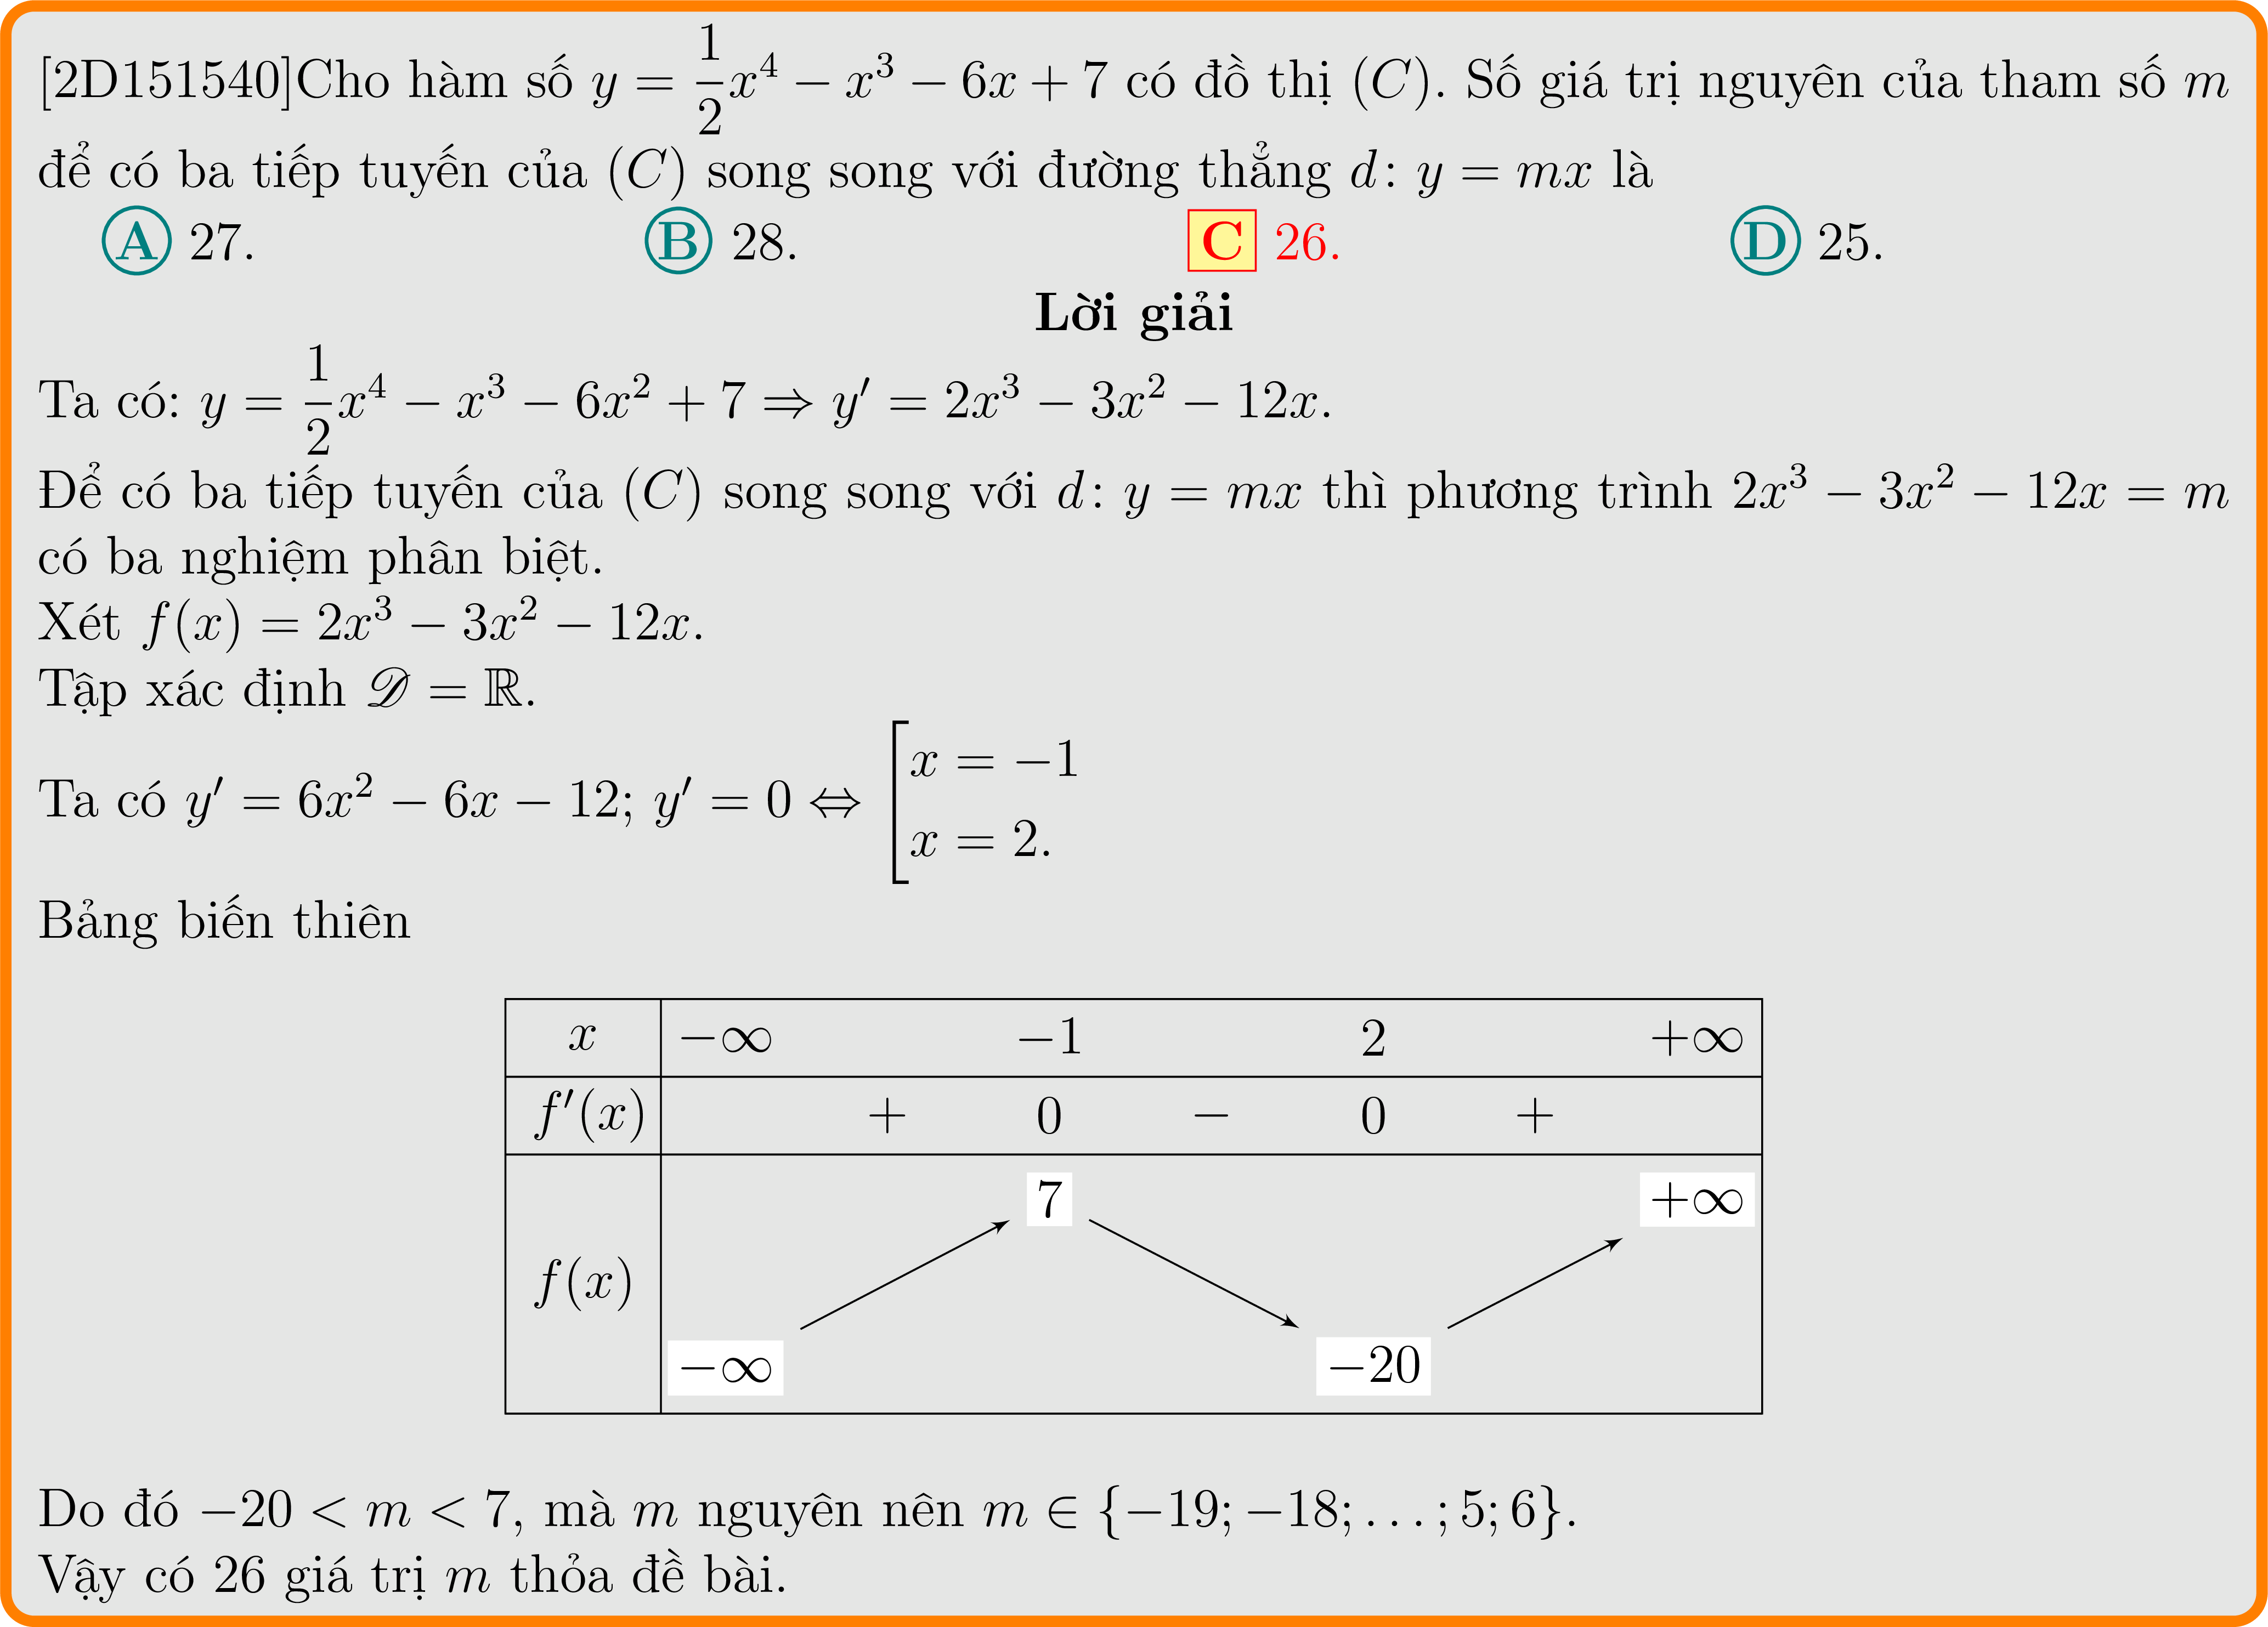 [2D151540]Cho hàm số $y = \dfrac{1}{2}x^4 - x^3 - 6x + 7$ có đồ thị $(C)$. Số giá trị nguyên của tham số $m$
để có ba tiếp tuyến của $(C)$ song song với đường thẳng $d\colon y = mx$ là
A 27. B 28. C 26. D 25.
Lời giải
Ta có: $y = \dfrac{1}{2}x^4 - x^3 - 6x^2 + 7 \Rightarrow y' = 2x^3 - 3x^2 - 12x$.
Để có ba tiếp tuyến của $(C)$ song song với $d\colon y = mx$ thì phương trình $2x^3 - 3x^2 - 12x = m$
có ba nghiệm phân biệt.
Xét $f(x) = 2x^3 - 3x^2 - 12x$.
Tập xác định $\mathscr{D} = \mathbb{R}$.
Ta có $y' = 6x^2 - 6x - 12$; $y' = 0 \Leftrightarrow \left[\begin{array}{l} x = -1 \\ x = 2. \end{array}\right.$
Bảng biến thiên
$x$ $-\infty$ $-1$ $2$ $+\infty$
$f'(x)$ $+$ $0$ $-$ $0$ $+$
$f(x)$ $-\infty$ $7$ $-20$ $+\infty$
Do đó $-20 < m < 7$, mà $m$ nguyên nên $m \in \{-19; -18; \ldots; 5; 6\}$.
Vậy có 26 giá trị $m$ thỏa đề bài.